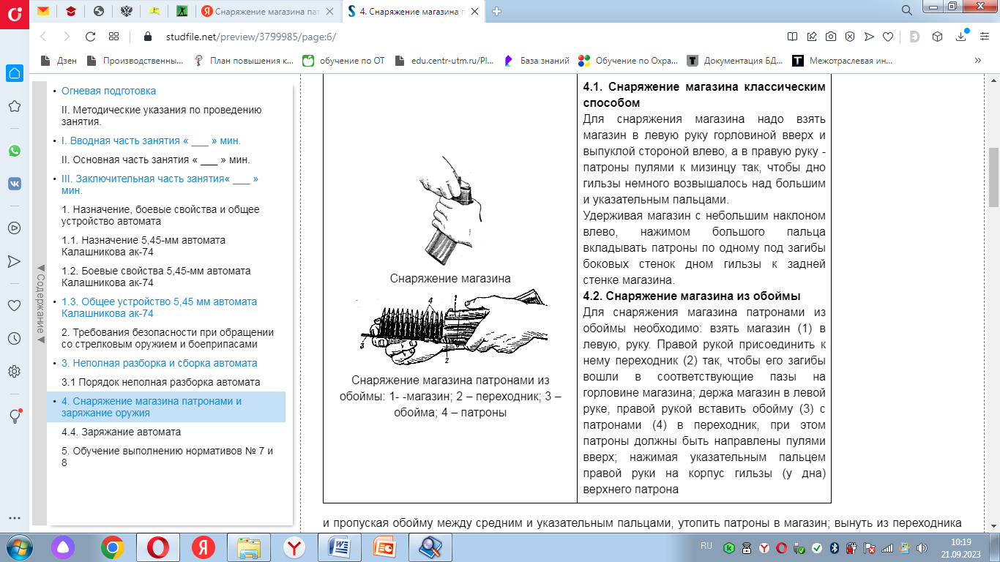 Снаряжение магазина пат
4. Снаряжение магазина п
studfile.net/preview/3799985/page:6/
Дзен
Производственны...
План повышения к...
обучение по ОТ
edu.centr-utm.ru/Pl...
База знаний
Обучение по Охра...
Документация БД...
Межотраслевая ин...
»
◀ Содержание ◀
Огневая подготовка
II. Методические указания по проведению
занятия.
I. Вводная часть занятия « ___ » мин.
II. Основная часть занятия « ___ » мин.
III. Заключительная часть занятия« ___ »
мин.
1. Назначение, боевые свойства и общее
устройство автомата
1.1. Назначение 5,45-мм автомата
Калашникова ак-74
1.2. Боевые свойства 5,45-мм автомата
Калашникова ак-74
1.3. Общее устройство 5,45 мм автомата
Калашникова ак-74
2. Требования безопасности при обращении
со стрелковым оружием и боеприпасами
3. Неполная разборка и сборка автомата
3.1 Порядок неполная разборка автомата
4. Снаряжение магазина патронами и
заряжание оружия
4.4. Заряжание автомата
5. Обучение выполнению нормативов № 7 и
8
Снаряжение магазина
4
1
3
2
Снаряжение магазина патронами из
обоймы: 1- -магазин; 2 – переходник; 3 –
обойма; 4 – патроны
4.1. Снаряжение магазина классическим
способом
Для снаряжения магазина надо взять
магазин в левую руку горловиной вверх и
выпуклой стороной влево, а в правую руку -
патроны пулями к мизинцу так, чтобы дно
гильзы немного возвышалось над большим
и указательным пальцами.
Удерживая магазин с небольшим наклоном
влево, нажимом большого пальца
вкладывать патроны по одному под загибы
боковых стенок дном гильзы к задней
стенке магазина.
4.2. Снаряжение магазина из обоймы
Для снаряжения магазина патронами из
обоймы необходимо: взять магазин (1) в
левую, руку. Правой рукой присоединить к
нему переходник (2) так, чтобы его загибы
вошли в соответствующие пазы на
горловине магазина; держа магазин в левой
руке, правой рукой вставить обойму (3) с
патронами (4) в переходник, при этом
патроны должны быть направлены пулями
вверх; нажимая указательным пальцем
правой руки на корпус гильзы (у дна)
верхнего патрона
и пропуская обойму между средним и указательным пальцами, утопить патроны в магазин; вынуть из переходника
RU
10:19
21.09.2023